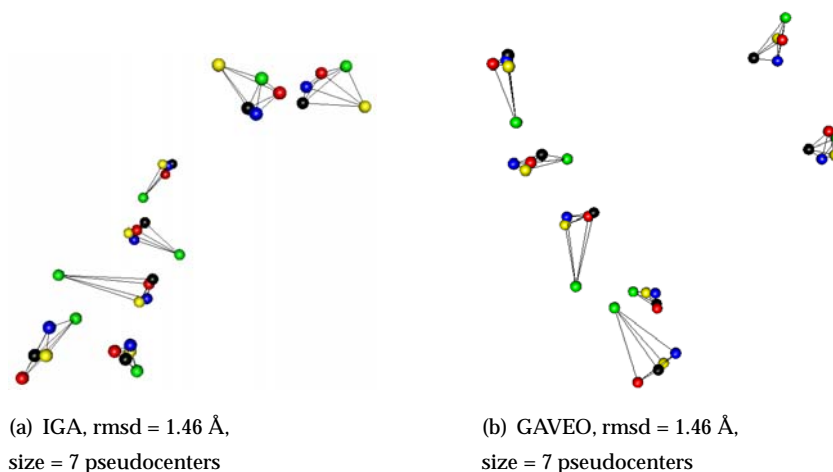 (a) IGA, rmsd = 1.46 Å,
size = 7 pseudocenters
(b) GAVEO, rmsd = 1.46 Å,
size = 7 pseudocenters